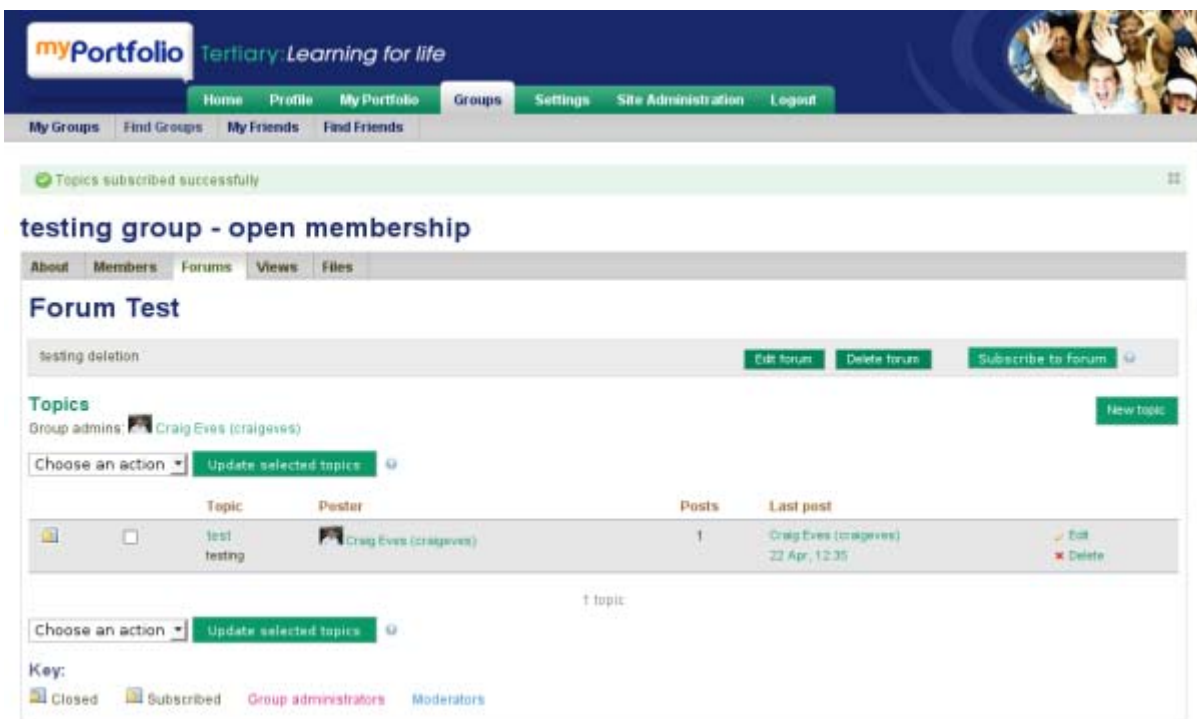 myPortfolio Tertiary:Learning for life
Home Profile My Portfolio Groups Settings Site Administration Logout
My Groups Find Groups My Friends Find Friends
Topics subscribed successfully
testing group - open membership
About Members Forums Views Files
Forum Test
testing deletion Edit forum Delete forum Subscribe to forum
Topics
New topic
Group admins: Craig Eves (craigeves)
Choose an action Update selected topics
Topic Poster Posts Last post
test Craig Eves (craigeves) 1 Craig Eves (craigeves) Edit
testing 22 Apr, 12:35 Delete
1 topic
Choose an action Update selected topics
Key:
Closed Subscribed Group administrators Moderators